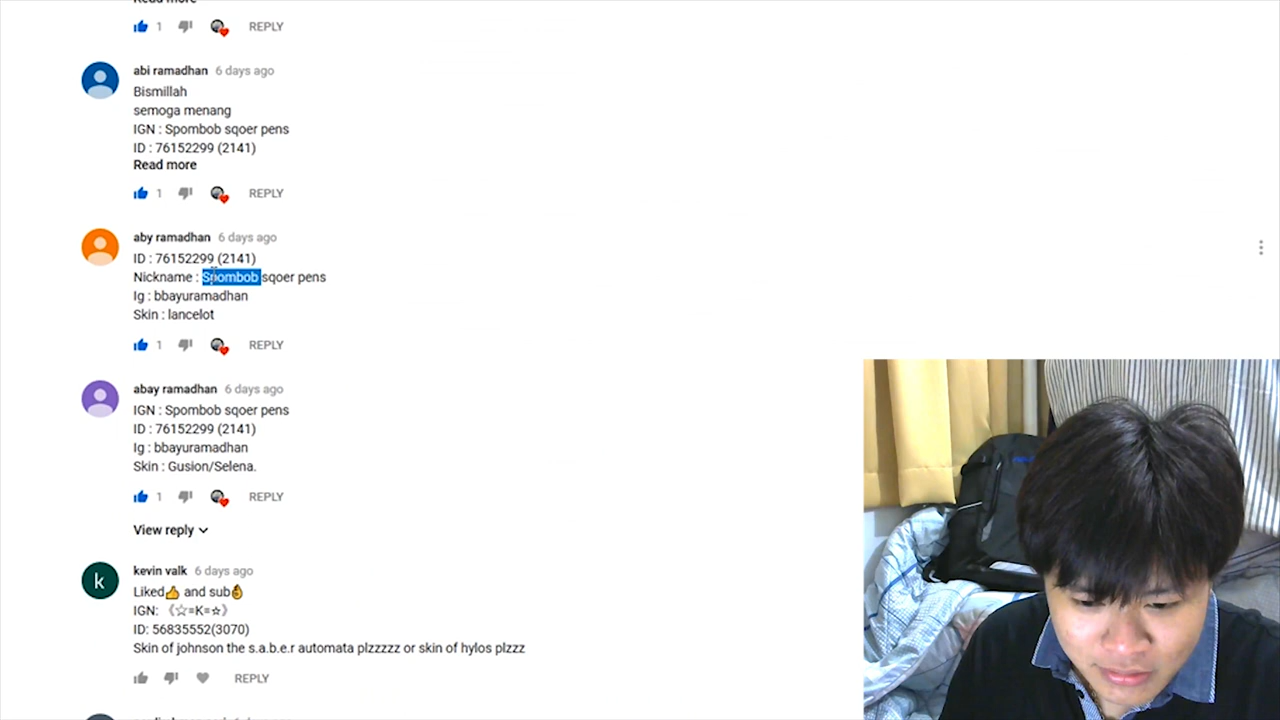 REPLY
abi ramadhan 6 days ago
Bismillah
semoga menang
IGN : Spombob sqoer pens
ID : 76152299 (2141)
Read more
1 REPLY
aby ramadhan 6 days ago
ID : 76152299 (2141)
Nickname : Spombob sqoer pens
Ig : bbayuramadhan
Skin : lancelot
1 REPLY
abay ramadhan 6 days ago
IGN : Spombob sqoer pens
ID : 76152299 (2141)
Ig : bbayuramadhan
Skin : Gusion/Selena.
1 REPLY
View reply
k
kevin valk 6 days ago
Liked👍 and sub👌
IGN: 《☆=K=☆》
ID: 56835552(3070)
Skin of johnson the s.a.b.e.r automata plzzzzz or skin of hylos plzzz
REPLY